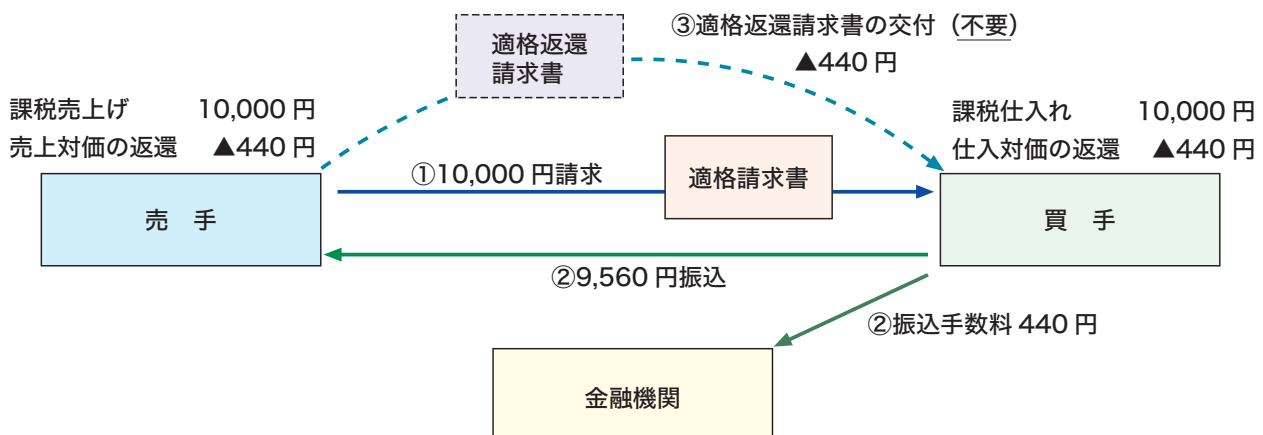 ③適格返還請求書の交付(不要)
▲440 円
適格返還
請求書
課税売上げ 10,000 円
売上対価の返還 ▲440 円
課税仕入れ 10,000 円
仕入対価の返還 ▲440 円
①10,000 円請求
適格請求書
売 手
買 手
②9,560 円振込
②振込手数料 440 円
金融機関